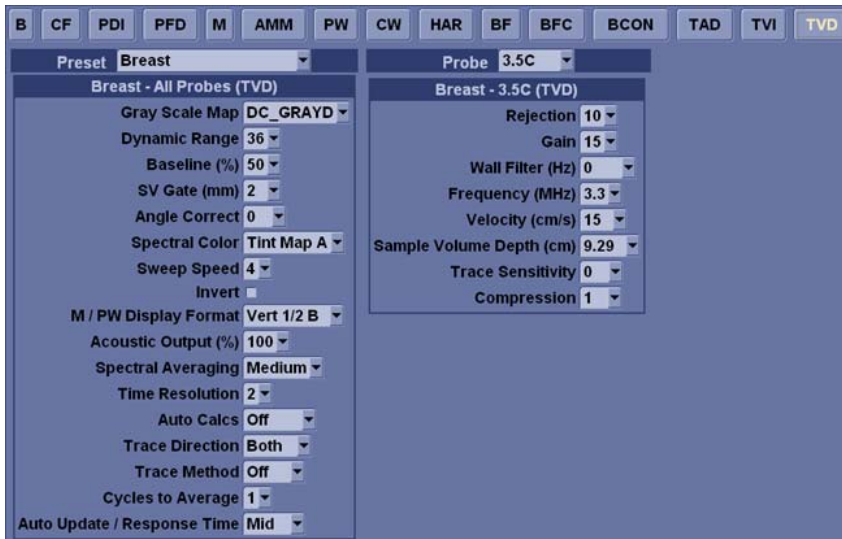 B CF PDI PFD M AMM PW CW HAR BF BFC BCON TAD TVI TVD
Preset Breast
Breast - All Probes (TVD)
Gray Scale Map DC_GRAYD
Dynamic Range 36
Baseline (%) 50
SV Gate (mm) 2
Angle Correct 0
Spectral Color Tint Map A
Sweep Speed 4
Invert
M / PW Display Format Vert 1/2 B
Acoustic Output (%) 100
Spectral Averaging Medium
Time Resolution 2
Auto Calcs Off
Trace Direction Both
Trace Method Off
Cycles to Average 1
Auto Update / Response Time Mid
Probe 3.5C
Breast - 3.5C (TVD)
Rejection 10
Gain 15
Wall Filter (Hz) 0
Frequency (MHz) 3.3
Velocity (cm/s) 15
Sample Volume Depth (cm) 9.29
Trace Sensitivity 0
Compression 1